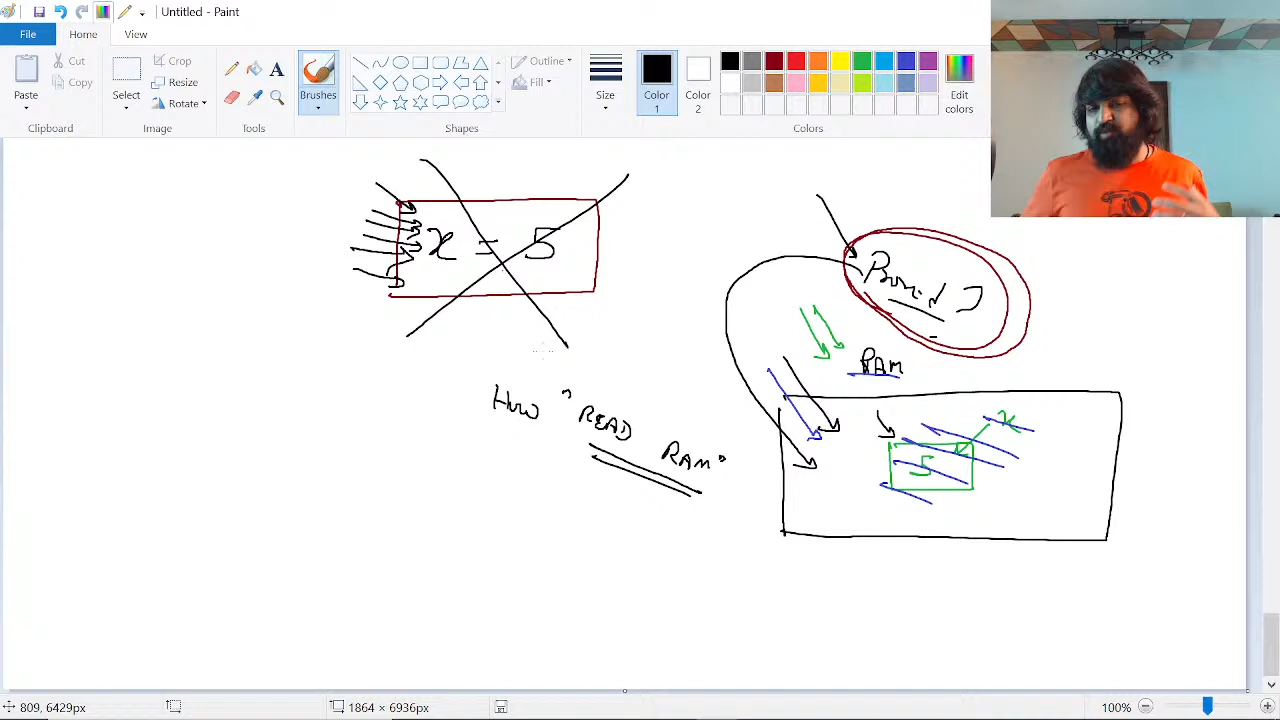 Untitled - Paint
File
Home
View
Paste
Cut
Copy
Select
Crop
Resize
Rotate
A
Brushes
Outline
Fill
Size
Color 1
Color 2
Edit colors
Clipboard
Image
Tools
Shapes
Colors
x = 5
RAM
x
5
How "READ
RAM"
809, 6429px
1864 × 6936px
100%